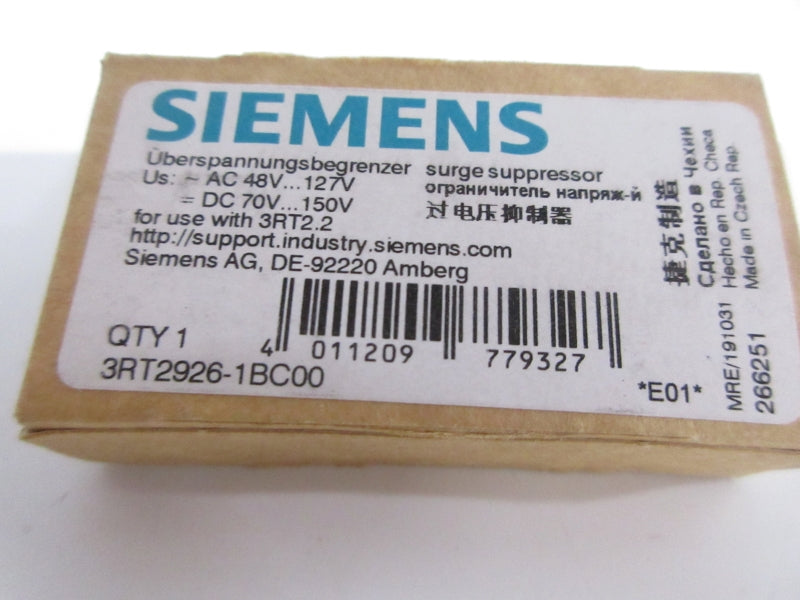 SIEMENS
Überspannungsbegrenzer surge suppressor
Us: ~ AC 48V...127V ограничитель напряж-й
= DC 70V...150V 过电压抑制器
for use with 3RT2.2
http://support.industry.siemens.com
Siemens AG, DE-92220 Amberg
QTY 1
4 011209 779327
3RT2926-1BC00
*E01*
捷克制造
Сделано в Чехии
Hecho en Rep. Checa
Made in Czech Rep.
MRE/191031
266251